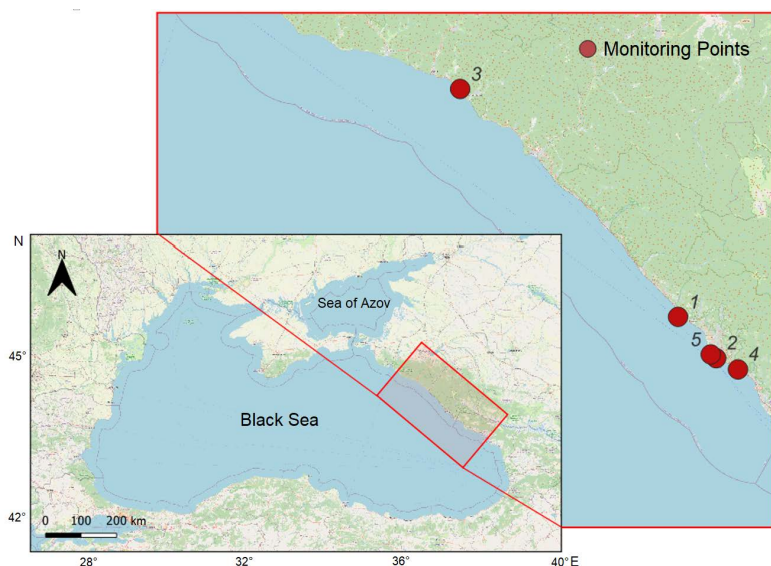 Monitoring Points
3
1
5 2 4
N
N
Sea of Azov
45°
Black Sea
42°
0 100 200 km
28° 32° 36° 40° E